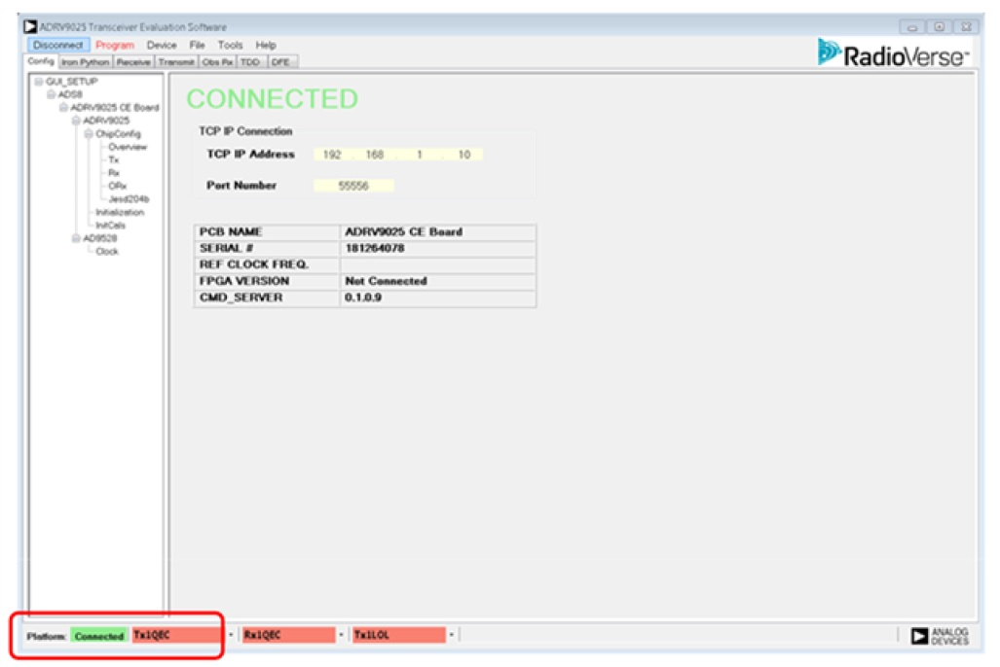 ADRV9025 Transceiver Evaluation Software
Disconnect Program Device File Tools Help
Config Iron Python Receive Transmit Obs Rx TDD DFE
RadioVerse™
GUI_SETUP
ADS8
ADRV9025 CE Board
ADRV9025
ChipConfig
Overview
Tx
Rx
ORx
Jesd204b
Initialization
InitCals
AD9528
Clock
CONNECTED
TCP IP Connection
TCP IP Address 192 . 168 . 1 . 10
Port Number 55556
PCB NAME ADRV9025 CE Board
SERIAL # 181264078
REF CLOCK FREQ.
FPGA VERSION Not Connected
CMD_SERVER 0.1.0.9
Platform: Connected Tx1QEC - Rx1QEC - Tx1LOL -
ANALOG
DEVICES